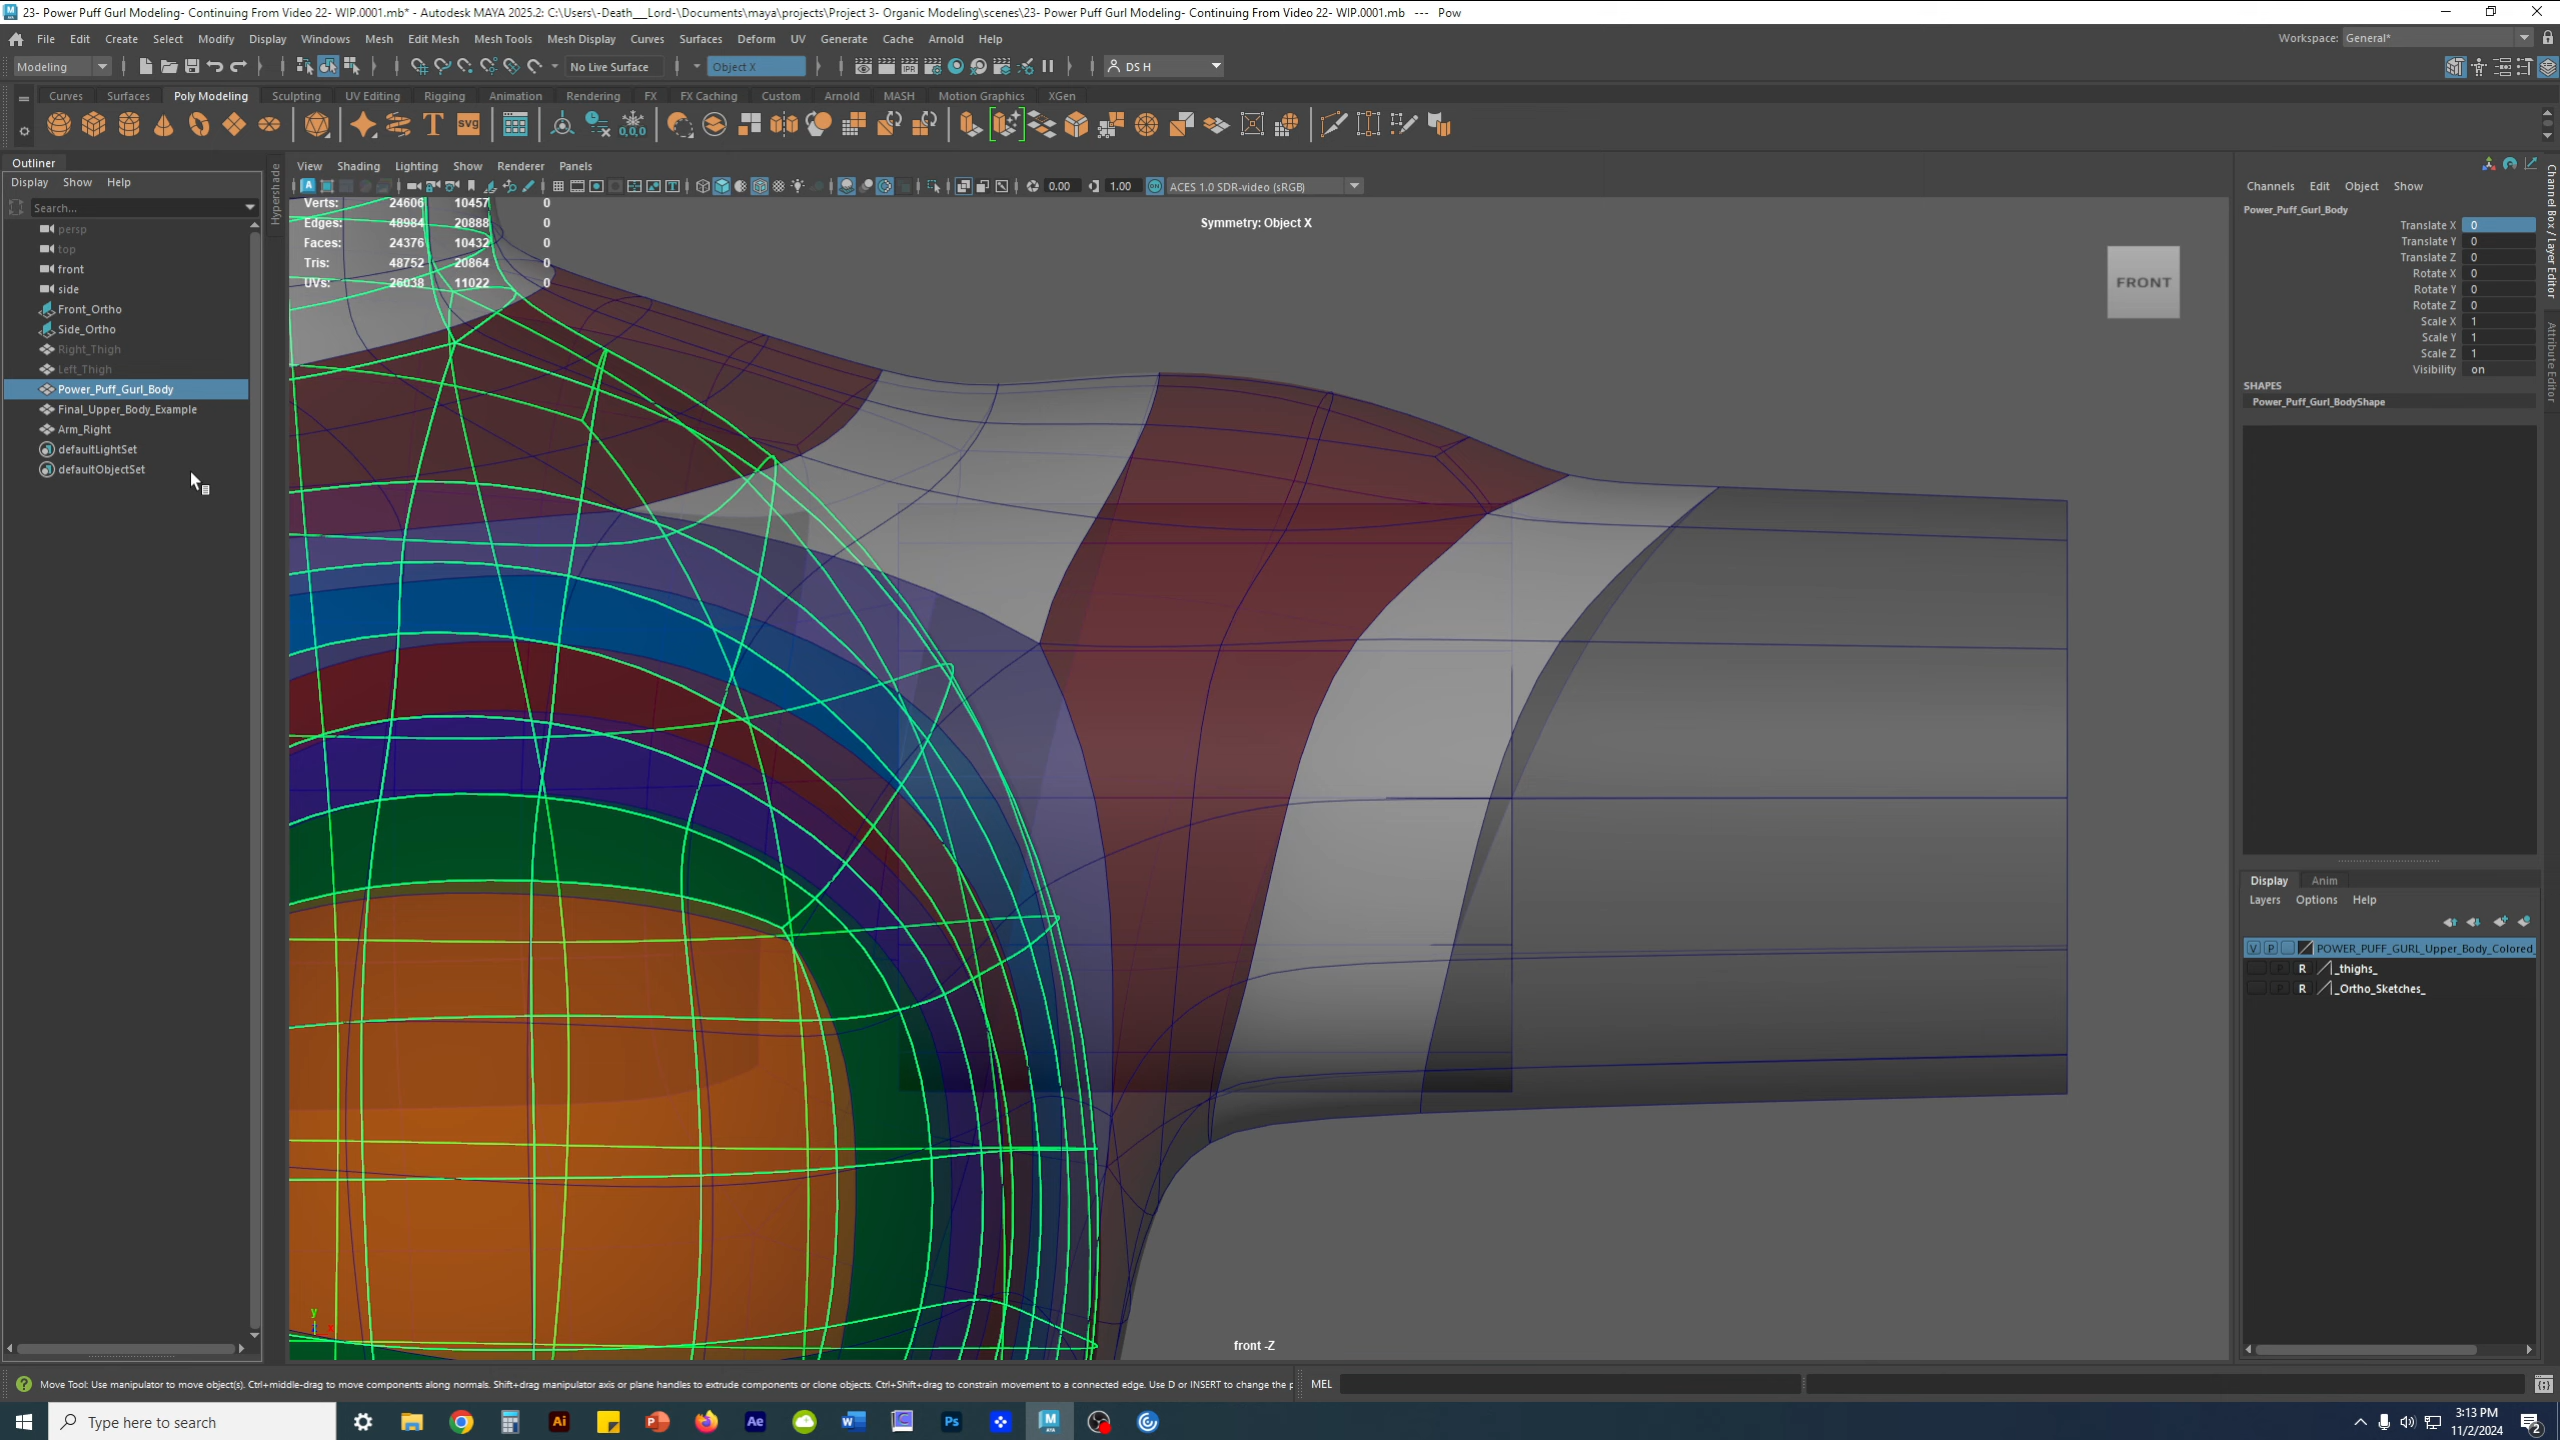 23- Power Puff Gurl Modeling- Continuing From Video 22- WIP.0001.mb* - Autodesk MAYA 2025.2: C:\Users\-Death__Lord-\Documents\maya\projects\Project 3- Organic Modeling\scenes\23- Power Puff Gurl Modeling- Continuing From Video 22- WIP.0001.mb --- Pow
File Edit Create Select Modify Display Windows Mesh Edit Mesh Mesh Tools Mesh Display Curves Surfaces Deform UV Generate Cache Arnold Help
Workspace: General*
Modeling
No Live Surface
Object X
DS H
Curves Surfaces Poly Modeling Sculpting UV Editing Rigging Animation Rendering FX FX Caching Custom Arnold MASH Motion Graphics XGen
Outliner
Display Show Help
Search...
persp
top
front
side
Front_Ortho
Side_Ortho
Right_Thigh
Left_Thigh
Power_Puff_Gurl_Body
Final_Upper_Body_Example
Arm_Right
defaultLightSet
defaultObjectSet
Hypershade
View Shading Lighting Show Renderer Panels
0.00 1.00 ACES 1.0 SDR-video (sRGB)
Verts: 24606 10457 0
Edges: 48984 20888 0
Faces: 24376 10432 0
Tris: 48752 20864 0
UVs: 26038 11022 0
Symmetry: Object X
FRONT
front -Z
y
Channels Edit Object Show
Power_Puff_Gurl_Body
Translate X 0
Translate Y 0
Translate Z 0
Rotate X 0
Rotate Y 0
Rotate Z 0
Scale X 1
Scale Y 1
Scale Z 1
Visibility on
SHAPES
Power_Puff_Gurl_BodyShape
Channel Box / Layer Editor
Attribute Editor
Display Anim
Layers Options Help
V P POWER_PUFF_GURL_Upper_Body_Colored_
P R _thighs_
P R _Ortho_Sketches_
Move Tool: Use manipulator to move object(s). Ctrl+middle-drag to move components along normals. Shift+drag manipulator axis or plane handles to extrude components or clone objects. Ctrl+Shift+drag to constrain movement to a connected edge. Use D or INSERT to change the p
MEL
Type here to search
3:13 PM
11/2/2024
2